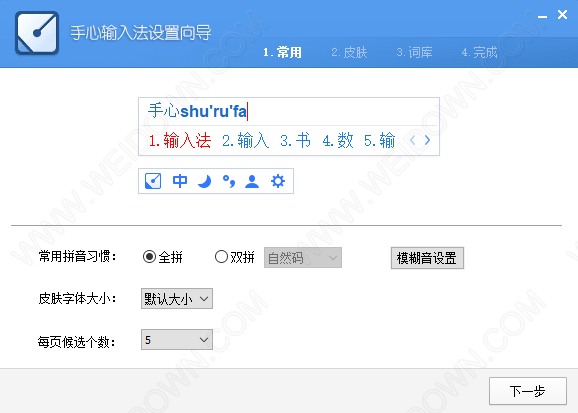 手心输入法设置向导
1.常用 2.皮肤 3.词库 4.完成
手心shu'ru'fa
1.输入法 2.输入 3.书 4.数 5.输
中
常用拼音习惯： 全拼 双拼 自然码 模糊音设置
皮肤字体大小： 默认大小
每页候选个数： 5
下一步
WWW.WEIDOWN.COM